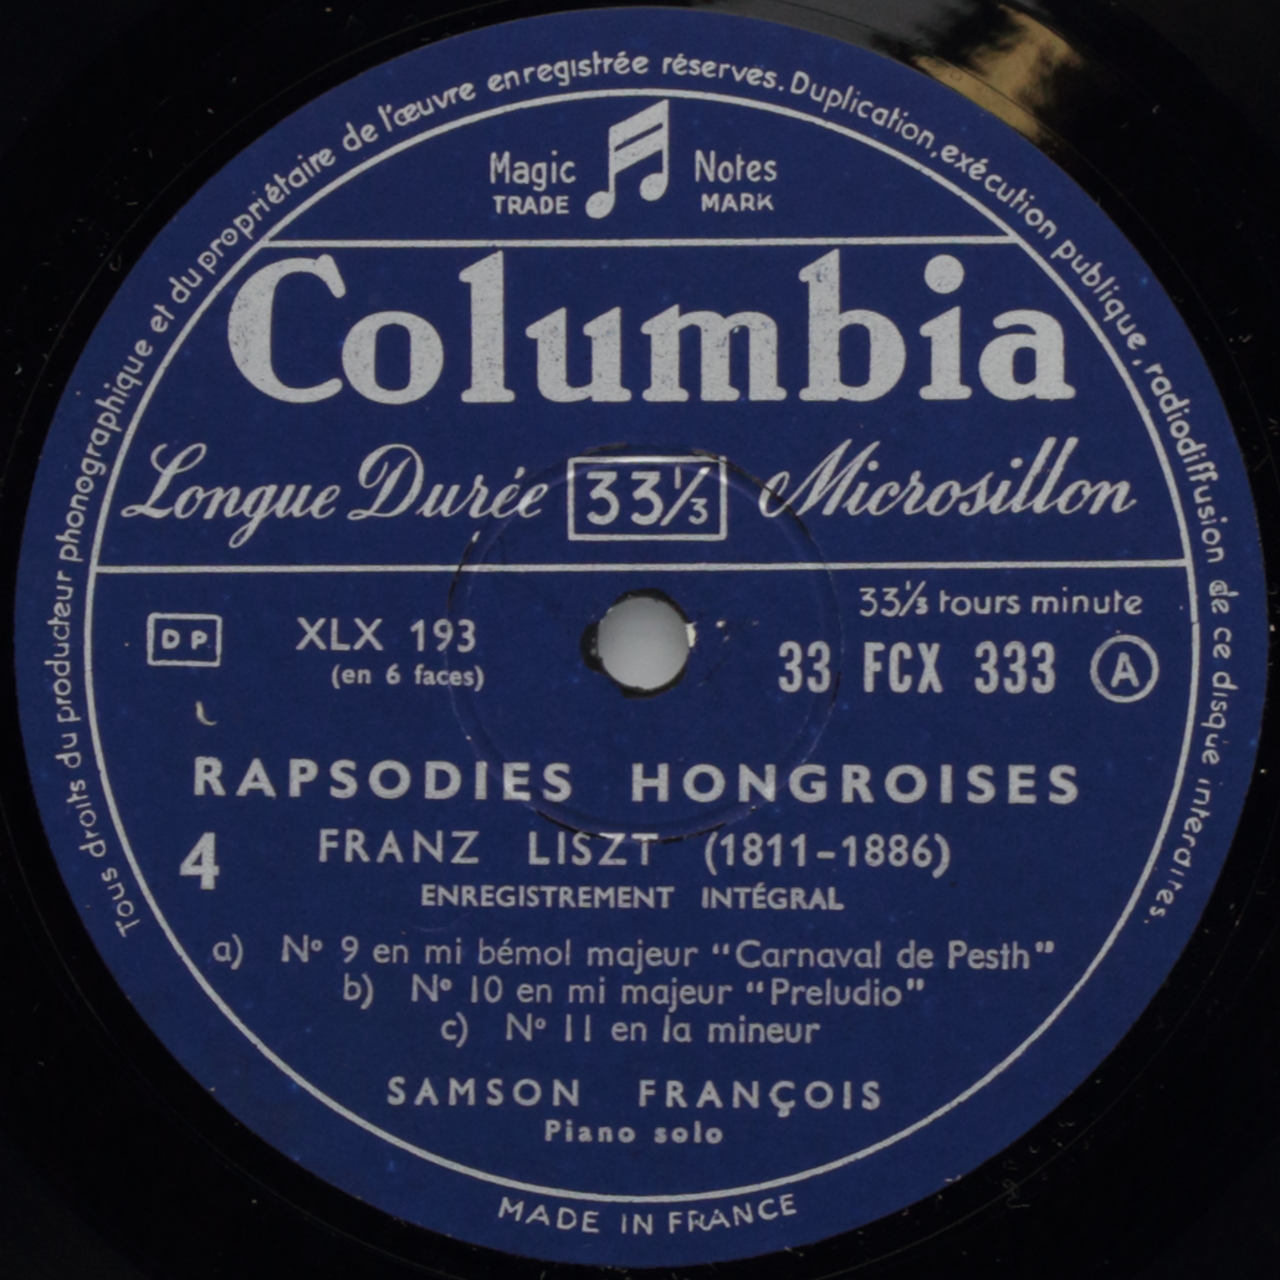 Tous droits du producteur phonographique et du propriétaire de l'œuvre enregistrée réservés. Duplication, exécution publique, radiodiffusion de ce disque interdites.
Magic Notes
TRADE MARK
Columbia
Longue Durée 33⅓ Microsillon
33⅓ tours minute
DP XLX 193 33 FCX 333 A
(en 6 faces)
RAPSODIES HONGROISES
4 FRANZ LISZT (1811-1886)
ENREGISTREMENT INTÉGRAL
a) Nº 9 en mi bémol majeur "Carnaval de Pesth"
b) Nº 10 en mi majeur "Preludio"
c) Nº 11 en la mineur
SAMSON FRANÇOIS
Piano solo
MADE IN FRANCE